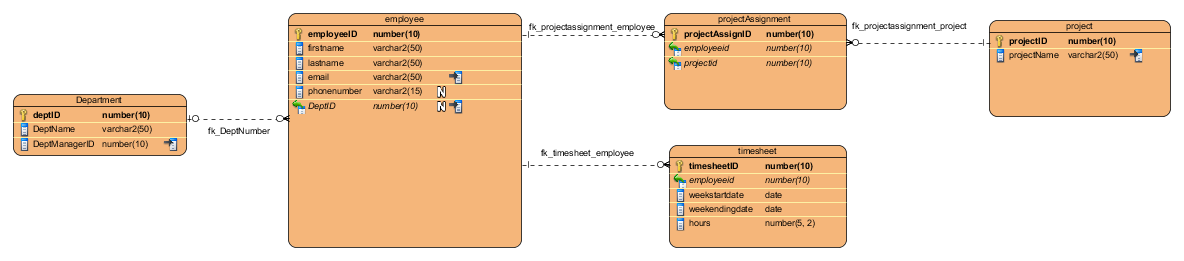 Department
deptID number(10)
DeptName varchar2(50)
DeptManagerID number(10)
fk_DeptNumber
employee
employeeID number(10)
firstname varchar2(50)
lastname varchar2(50)
email varchar2(50)
phonenumber varchar2(15) N
DeptID number(10) N
fk_projectassignment_employee
projectAssignment
projectAssignID number(10)
employeeid number(10)
projectid number(10)
fk_projectassignment_project
project
projectID number(10)
projectName varchar2(50)
fk_timesheet_employee
timesheet
timesheetID number(10)
employeeid number(10)
weekstartdate date
weekendingdate date
hours number(5, 2)